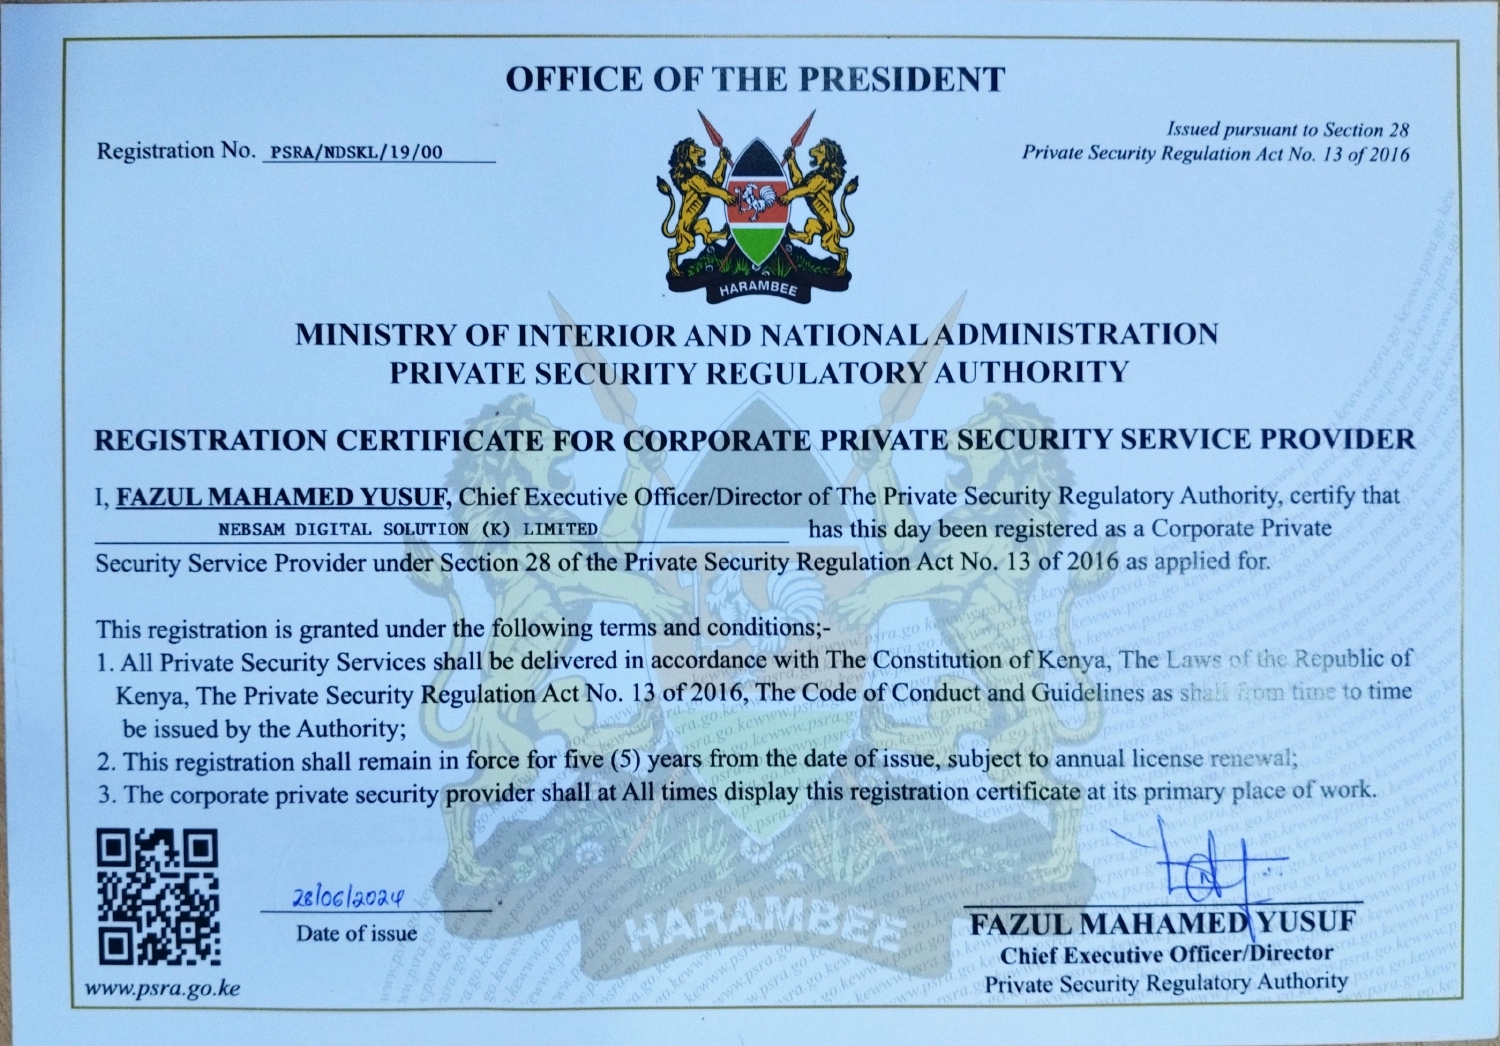 OFFICE OF THE PRESIDENT
Registration No. PSRA/NDSKL/19/00
Issued pursuant to Section 28
Private Security Regulation Act No. 13 of 2016
HARAMBEE
MINISTRY OF INTERIOR AND NATIONAL ADMINISTRATION
PRIVATE SECURITY REGULATORY AUTHORITY
REGISTRATION CERTIFICATE FOR CORPORATE PRIVATE SECURITY SERVICE PROVIDER
I, FAZUL MAHAMED YUSUF, Chief Executive Officer/Director of The Private Security Regulatory Authority, certify that
NEBSAM DIGITAL SOLUTION (K) LIMITED has this day been registered as a Corporate Private
Security Service Provider under Section 28 of the Private Security Regulation Act No. 13 of 2016 as applied for.
This registration is granted under the following terms and conditions;-
1. All Private Security Services shall be delivered in accordance with The Constitution of Kenya, The Laws of the Republic of
Kenya, The Private Security Regulation Act No. 13 of 2016, The Code of Conduct and Guidelines as shall from time to time
be issued by the Authority;
2. This registration shall remain in force for five (5) years from the date of issue, subject to annual license renewal;
3. The corporate private security provider shall at All times display this registration certificate at its primary place of work.
28/06/2024
Date of issue
HARAMBEE
FAZUL MAHAMED YUSUF
Chief Executive Officer/Director
Private Security Regulatory Authority
www.psra.go.ke